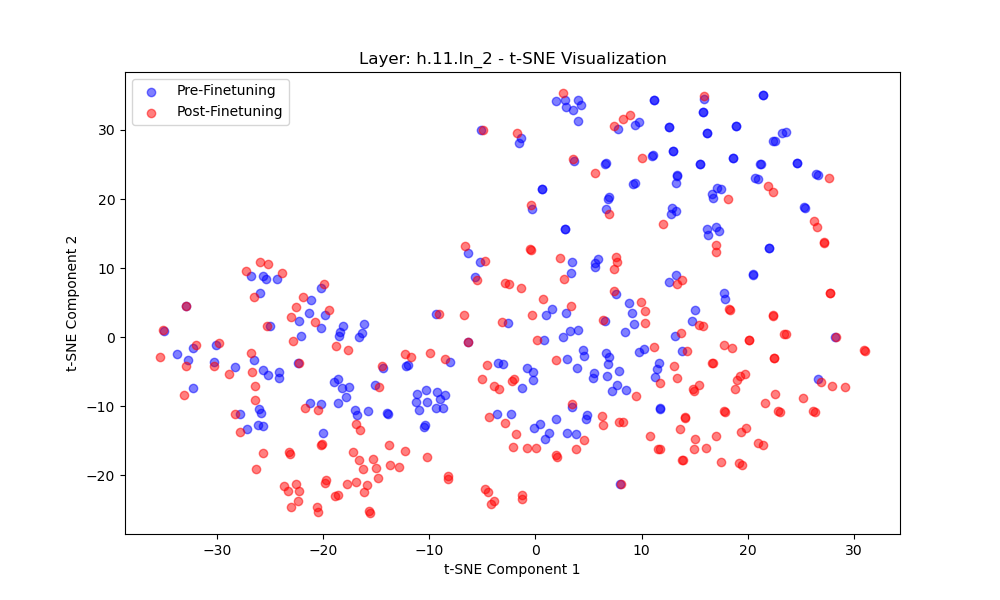 Layer: h.11.ln_2 - t-SNE Visualization
Pre-Finetuning
Post-Finetuning
t-SNE Component 2
30
20
10
0
−10
−20
−30
−20
−10
0
10
20
30
t-SNE Component 1